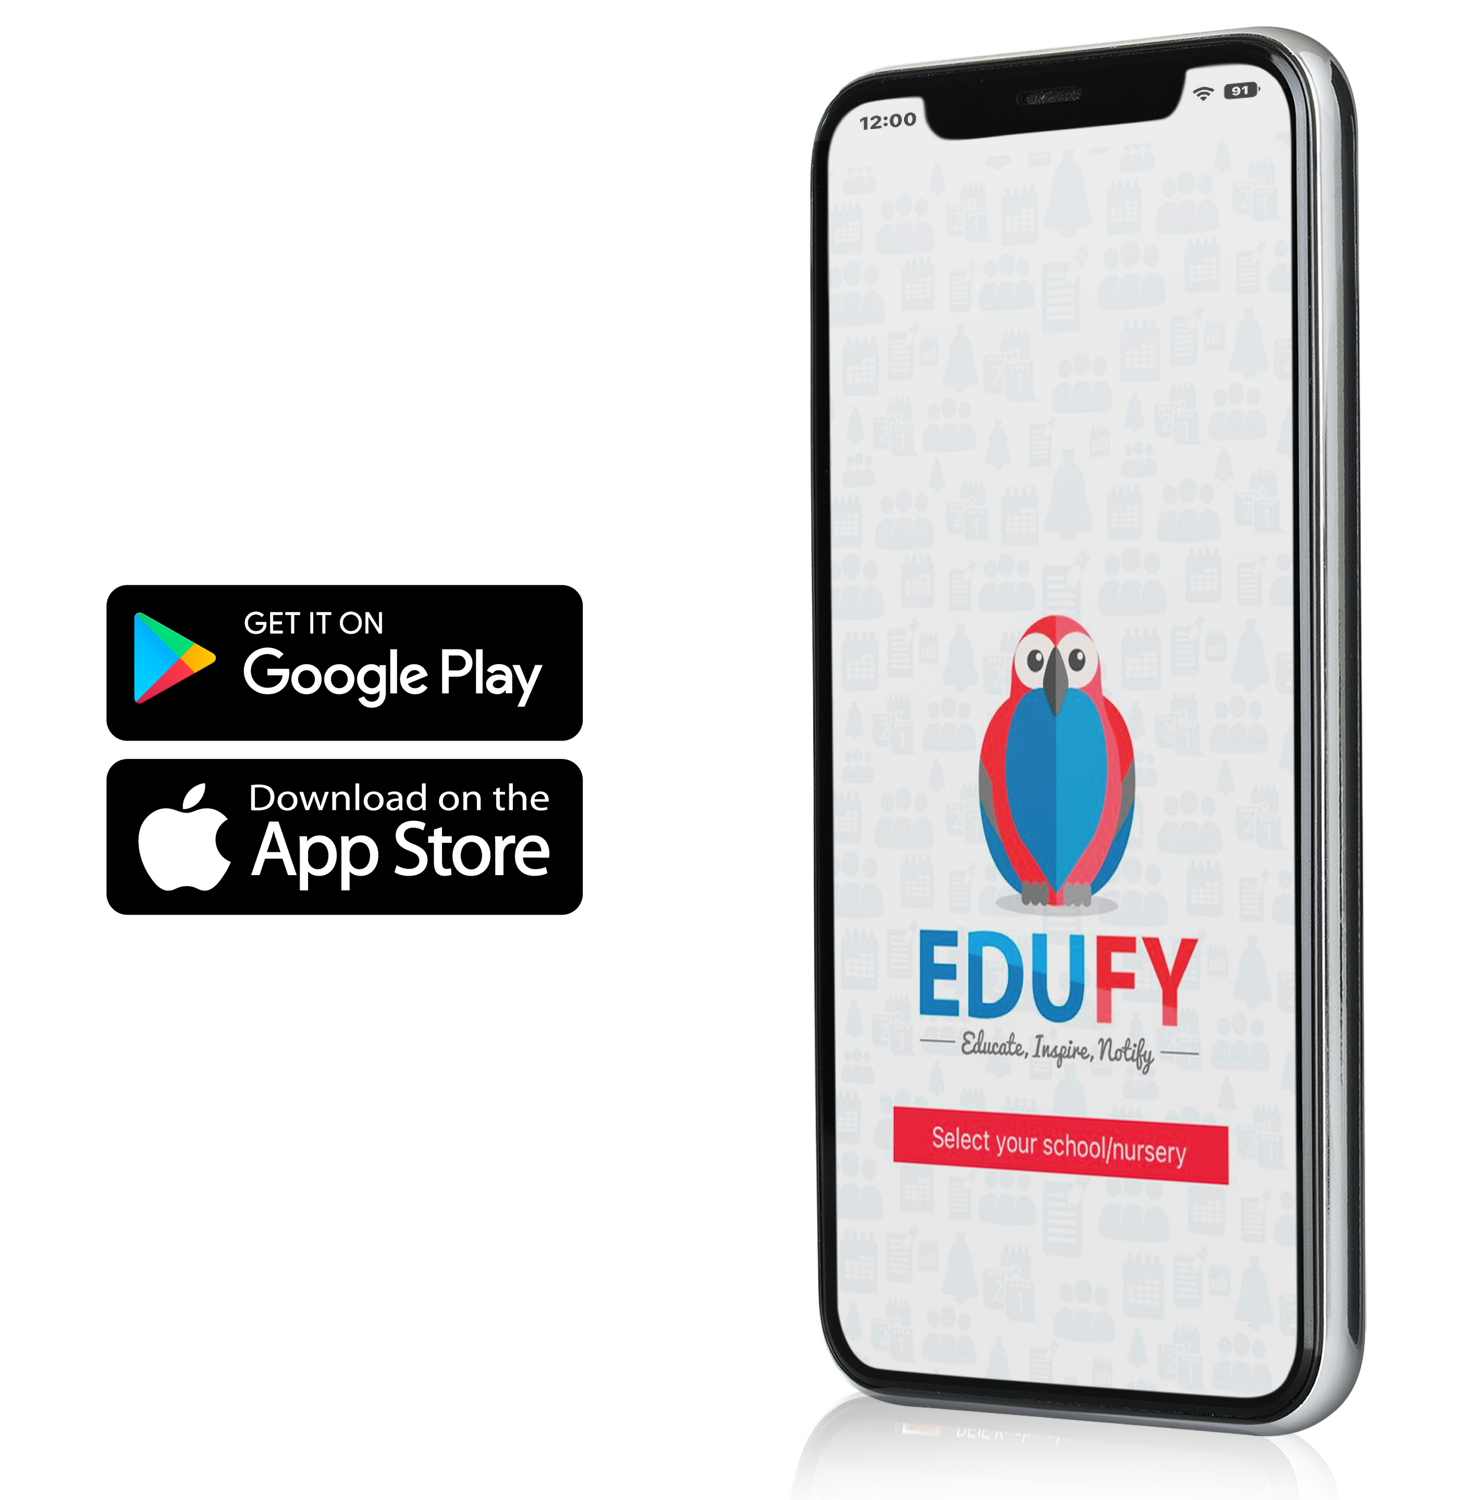 12:00
91
GET IT ON
Google Play
Download on the
App Store
EDUFY
Educate, Inspire, Notify
Select your school/nursery